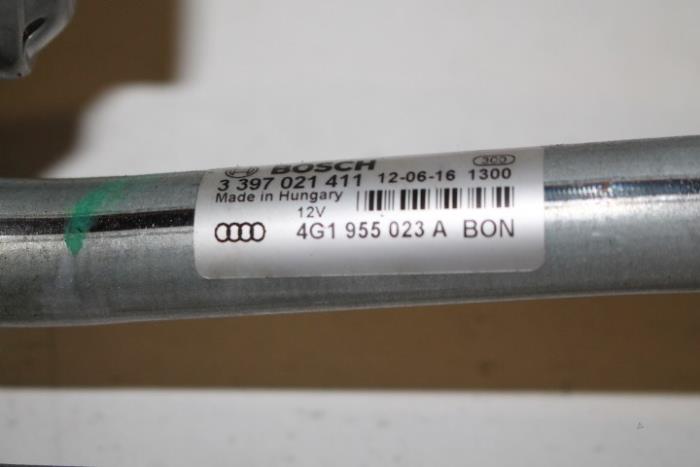 BOSCH
3 397 021 411 12-06-16 1300
Made in Hungary
12V
4G1 955 023 A BON